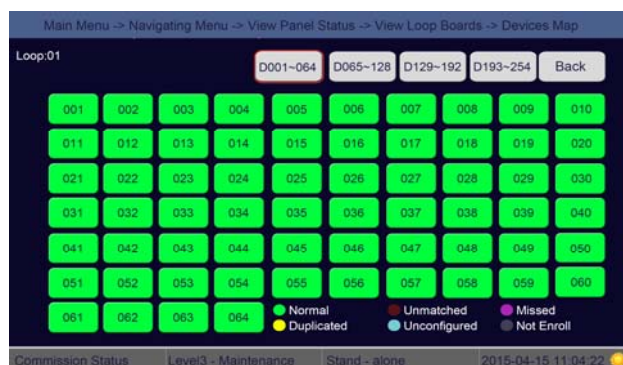 Main Menu -> Navigating Menu -> View Panel Status -> View Loop Boards -> Devices Map
Loop:01
D001~064 D065~128 D129~192 D193~254 Back
001 002 003 004 005 006 007 008 009 010
011 012 013 014 015 016 017 018 019 020
021 022 023 024 025 026 027 028 029 030
031 032 033 034 035 036 037 038 039 040
041 042 043 044 045 046 047 048 049 050
051 052 053 054 055 056 057 058 059 060
061 062 063 064 Normal Unmatched Missed
Duplicated Unconfigured Not Enroll
Commission Status Level3 - Maintenance Stand - alone 2015-04-15 11:04:22